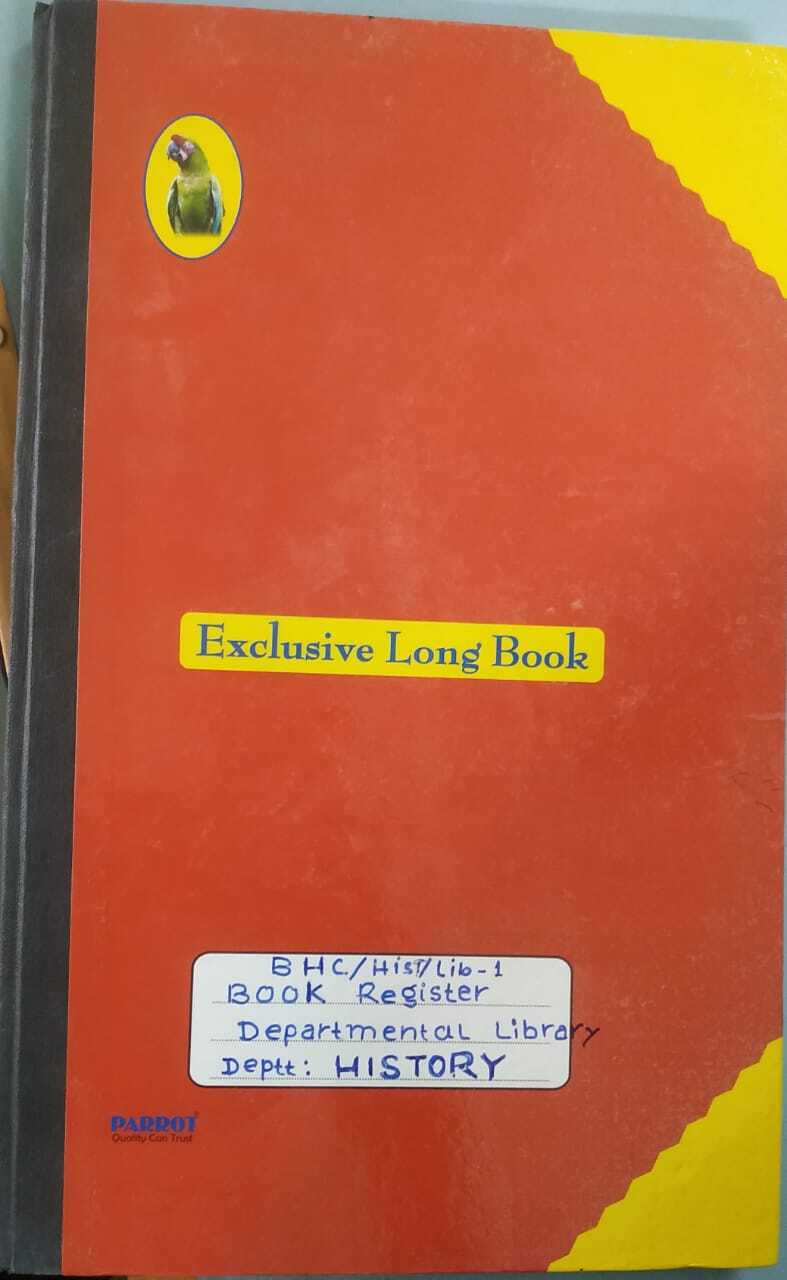 Exclusive Long Book
BHC/Hist/Lib-1
BOOK Register
Departmental Library
Deptt: HISTORY
PARROT
Quality Can Trust